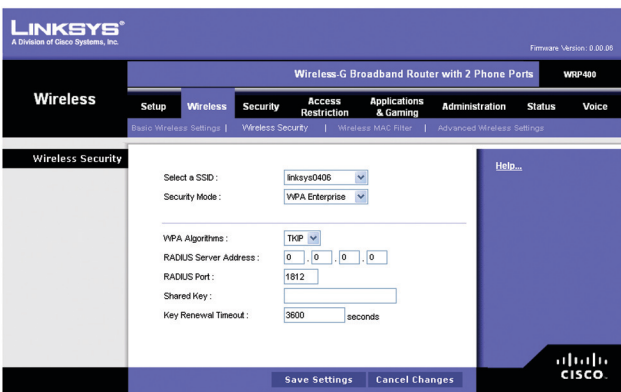 LINKSYS®
A Division of Cisco Systems, Inc.
Firmware Version: 0.00.06
Wireless-G Broadband Router with 2 Phone Ports WRP400
Wireless
Setup Wireless Security Access Restriction Applications & Gaming Administration Status Voice
Basic Wireless Settings | Wireless Security | Wireless MAC Filter | Advanced Wireless Settings
Wireless Security
Help...
Select a SSID : linksys0406
Security Mode : WPA Enterprise
WPA Algorithms : TKIP
RADIUS Server Address : 0 . 0 . 0 . 0
RADIUS Port : 1812
Shared Key :
Key Renewal Timeout : 3600 seconds
Save Settings Cancel Changes
CISCO.